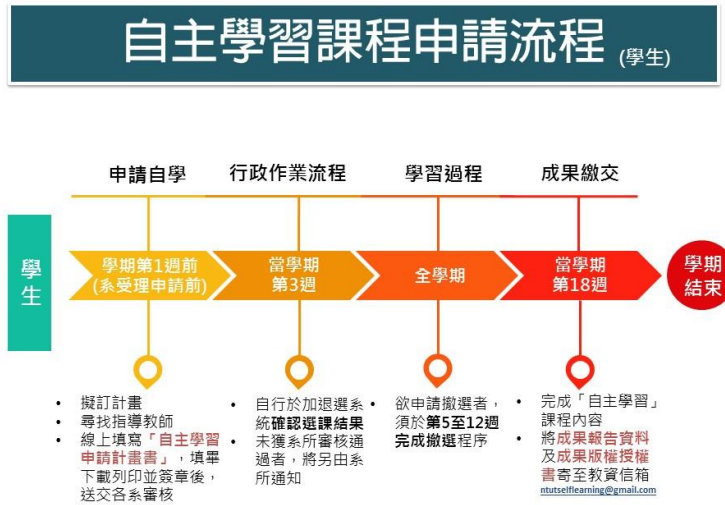 自主學習課程申請流程 (學生)
申請自學
行政作業流程
學習過程
成果繳交
學生
學期第1週前
(系受理申請前)
當學期
第3週
全學期
當學期
第18週
學期
結束
• 擬訂計畫
• 尋找指導教師
• 線上填寫「自主學習
申請計畫書」，填畢
下載列印並簽章後，
送交各系審核
• 自行於加退選系
統確認選課結果
• 未獲系所審核通
過者，將另由系
所通知
• 欲申請撤選者，
須於第5至12週
完成撤選程序
• 完成「自主學習」
課程內容
• 將成果報告資料
及成果版權授權
書寄至教資信箱
ntutselflearning@gmail.com